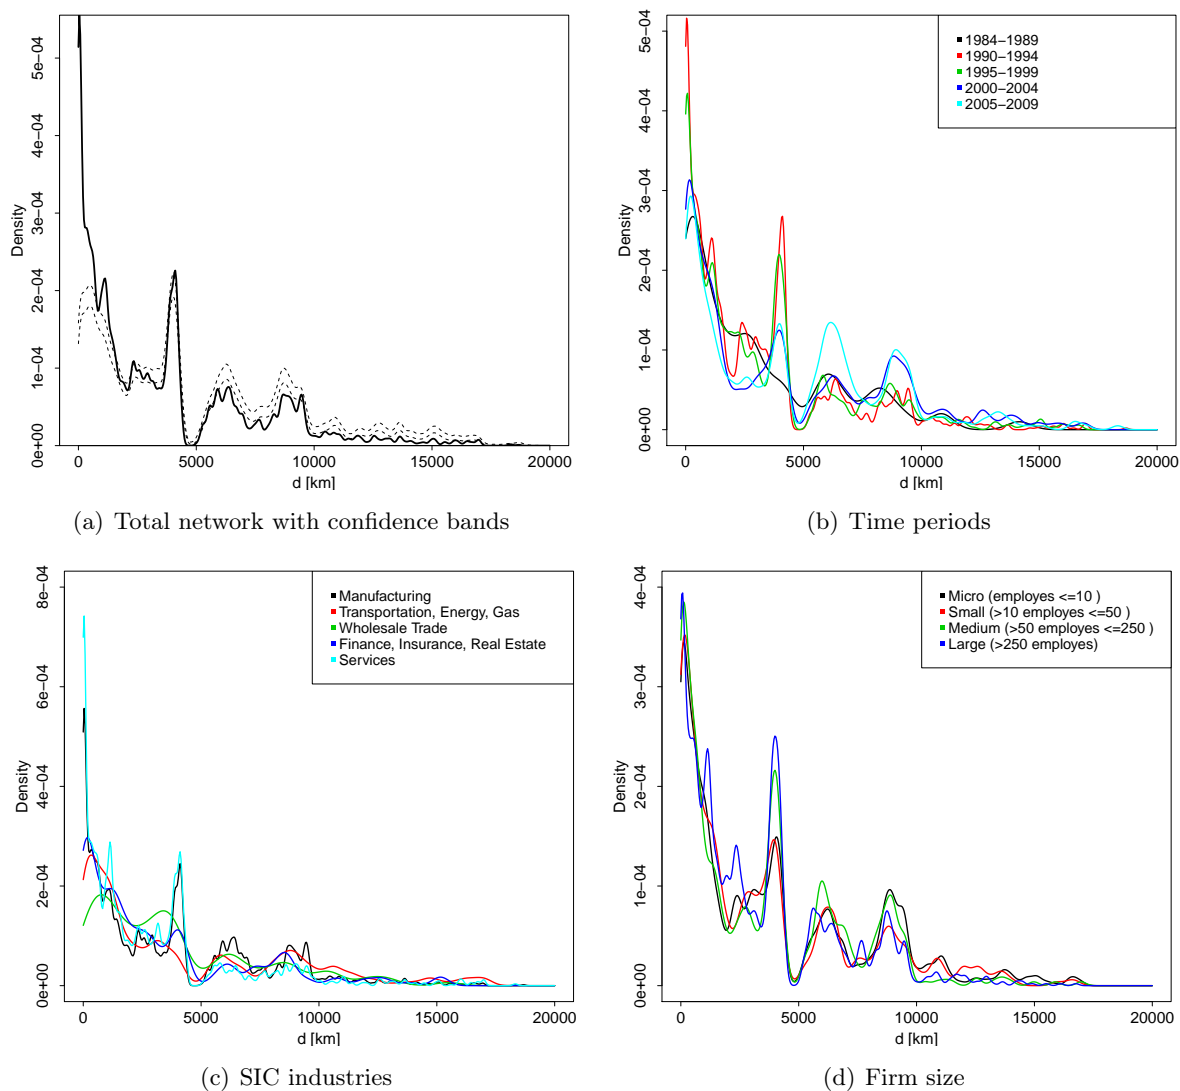 5e−04
4e−04
3e−04
2e−04
1e−04
0e+00
Density
0 5000 10000 15000 20000
d [km]
(a) Total network with confidence bands
1984−1989
1990−1994
1995−1999
2000−2004
2005−2009
5e−04
4e−04
3e−04
2e−04
1e−04
0e+00
Density
0 5000 10000 15000 20000
d [km]
(b) Time periods
Manufacturing
Transportation, Energy, Gas
Wholesale Trade
Finance, Insurance, Real Estate
Services
8e−04
6e−04
4e−04
2e−04
0e+00
Density
0 5000 10000 15000 20000
d [km]
(c) SIC industries
Micro (employes <=10 )
Small (>10 employes <=50 )
Medium (>50 employes <=250 )
Large (>250 employes)
4e−04
3e−04
2e−04
1e−04
0e+00
Density
0 5000 10000 15000 20000
d [km]
(d) Firm size